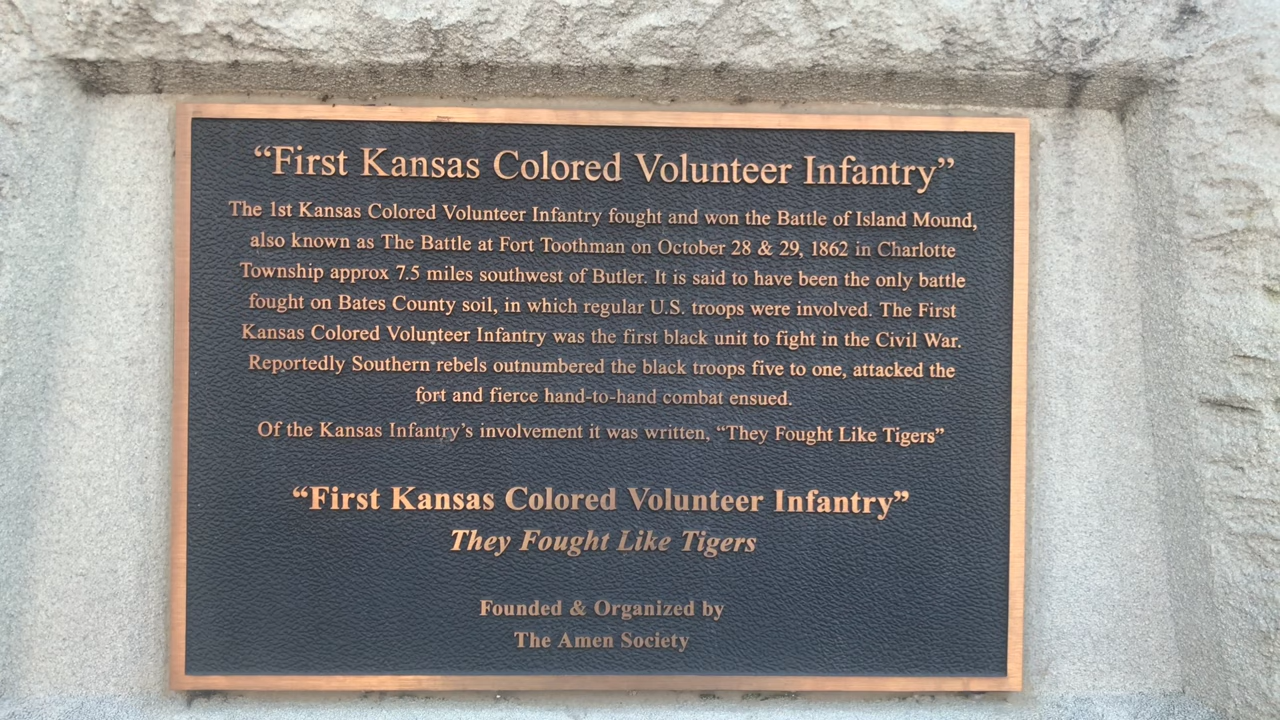 “First Kansas Colored Volunteer Infantry”
The 1st Kansas Colored Volunteer Infantry fought and won the Battle of Island Mound,
also known as The Battle at Fort Toothman on October 28 & 29, 1862 in Charlotte
Township approx 7.5 miles southwest of Butler. It is said to have been the only battle
fought on Bates County soil, in which regular U.S. troops were involved. The First
Kansas Colored Volunteer Infantry was the first black unit to fight in the Civil War.
Reportedly Southern rebels outnumbered the black troops five to one, attacked the
fort and fierce hand-to-hand combat ensued.
Of the Kansas Infantry’s involvement it was written, “They Fought Like Tigers”
“First Kansas Colored Volunteer Infantry”
They Fought Like Tigers
Founded & Organized by
The Amen Society